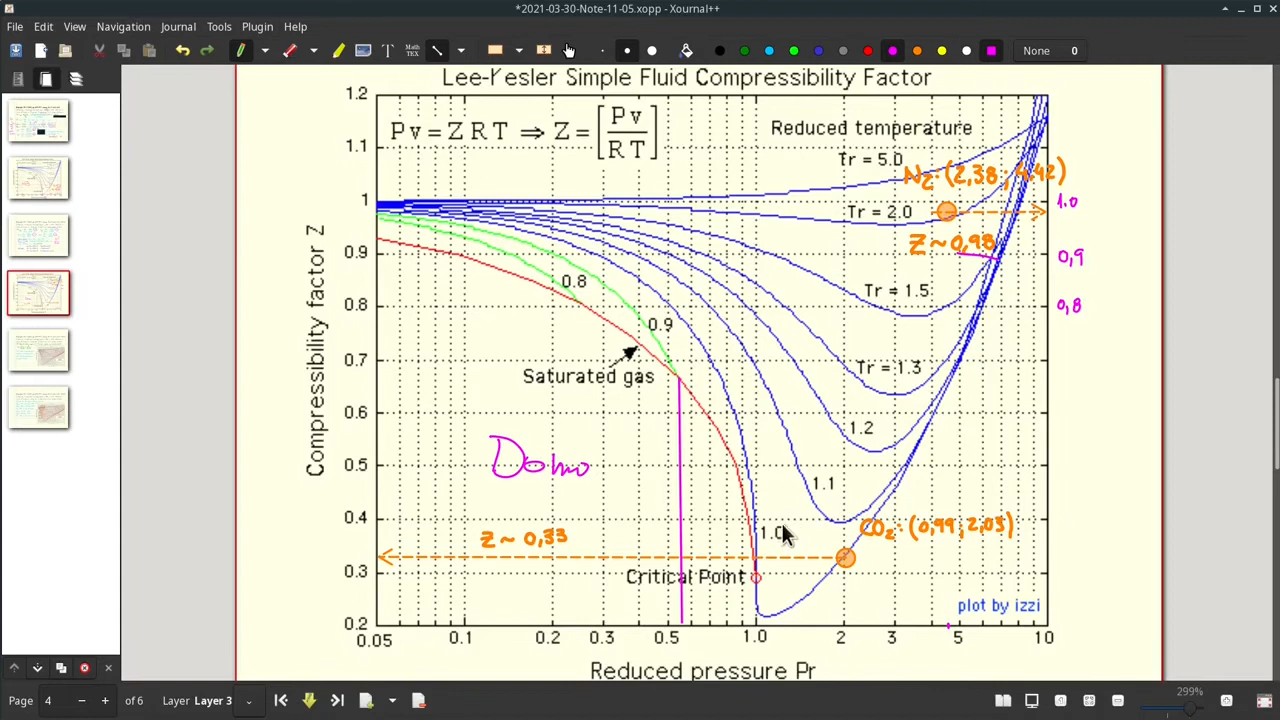 *2021-03-30-Note-11-05.xopp - Xournal++
File Edit View Navigation Journal Tools Plugin Help
Math
TEX
None 0
Lee-Kesler Simple Fluid Compressibility Factor
Pv = Z R T ⇒ Z = [Pv / RT]
Reduced temperature
Tr = 5.0
N₂: (2,38 ; 4.42)
Tr = 2.0
Z ~ 0,98
Tr = 1.5
Tr = 1.3
1.2
1.1
1.0
0.8
0.9
Saturated gas
Domo
Z ~ 0,33
CO₂: (0,99; 2,03)
Critical Point
plot by izzi
1.0
0,9
0,8
Compressibility factor Z
1.2
1.1
1
0.9
0.8
0.7
0.6
0.5
0.4
0.3
0.2
0.05 0.1 0.2 0.3 0.5 1.0 2 3 5 10
Reduced pressure Pr
Page 4 of 6 Layer Layer 3
299%